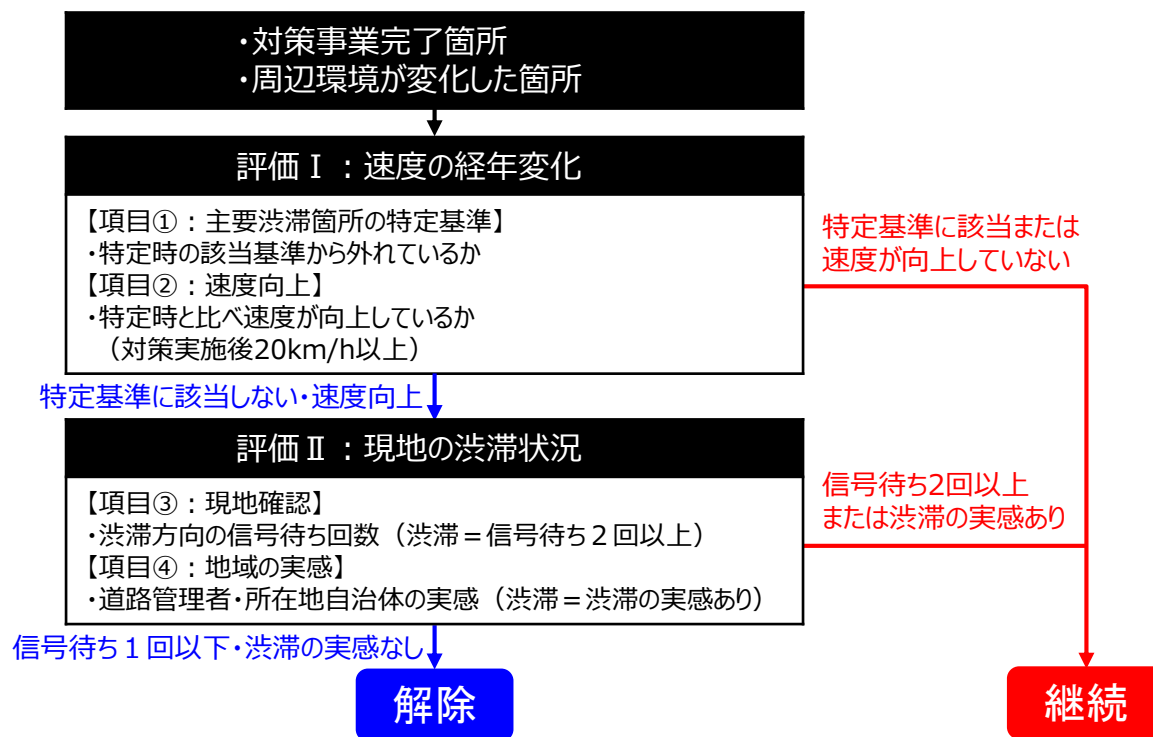 ・対策事業完了箇所
・周辺環境が変化した箇所
評価Ⅰ：速度の経年変化
【項目①：主要渋滞箇所の特定基準】
・特定時の該当基準から外れているか
【項目②：速度向上】
・特定時と比べ速度が向上しているか
（対策実施後20km/h以上）
特定基準に該当または
速度が向上していない
特定基準に該当しない・速度向上
評価Ⅱ：現地の渋滞状況
【項目③：現地確認】
・渋滞方向の信号待ち回数（渋滞＝信号待ち２回以上）
【項目④：地域の実感】
・道路管理者・所在地自治体の実感（渋滞＝渋滞の実感あり）
信号待ち2回以上
または渋滞の実感あり
信号待ち１回以下・渋滞の実感なし
解除
継続